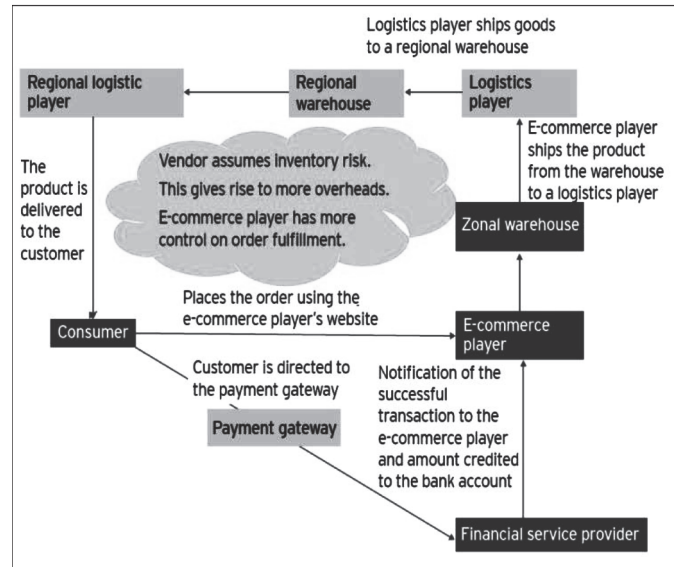 Logistics player ships goods
to a regional warehouse
Regional logistic
player
Regional
warehouse
Logistics
player
The
product is
delivered
to the
customer
Vendor assumes inventory risk.
This gives rise to more overheads.
E-commerce player has more
control on order fulfillment.
E-commerce player
ships the product
from the warehouse
to a logistics player
Zonal warehouse
Places the order using the
e-commerce player's website
Consumer
E-commerce
player
Customer is directed to
the payment gateway
Payment gateway
Notification of the
successful
transaction to the
e-commerce player
and amount credited
to the bank account
Financial service provider